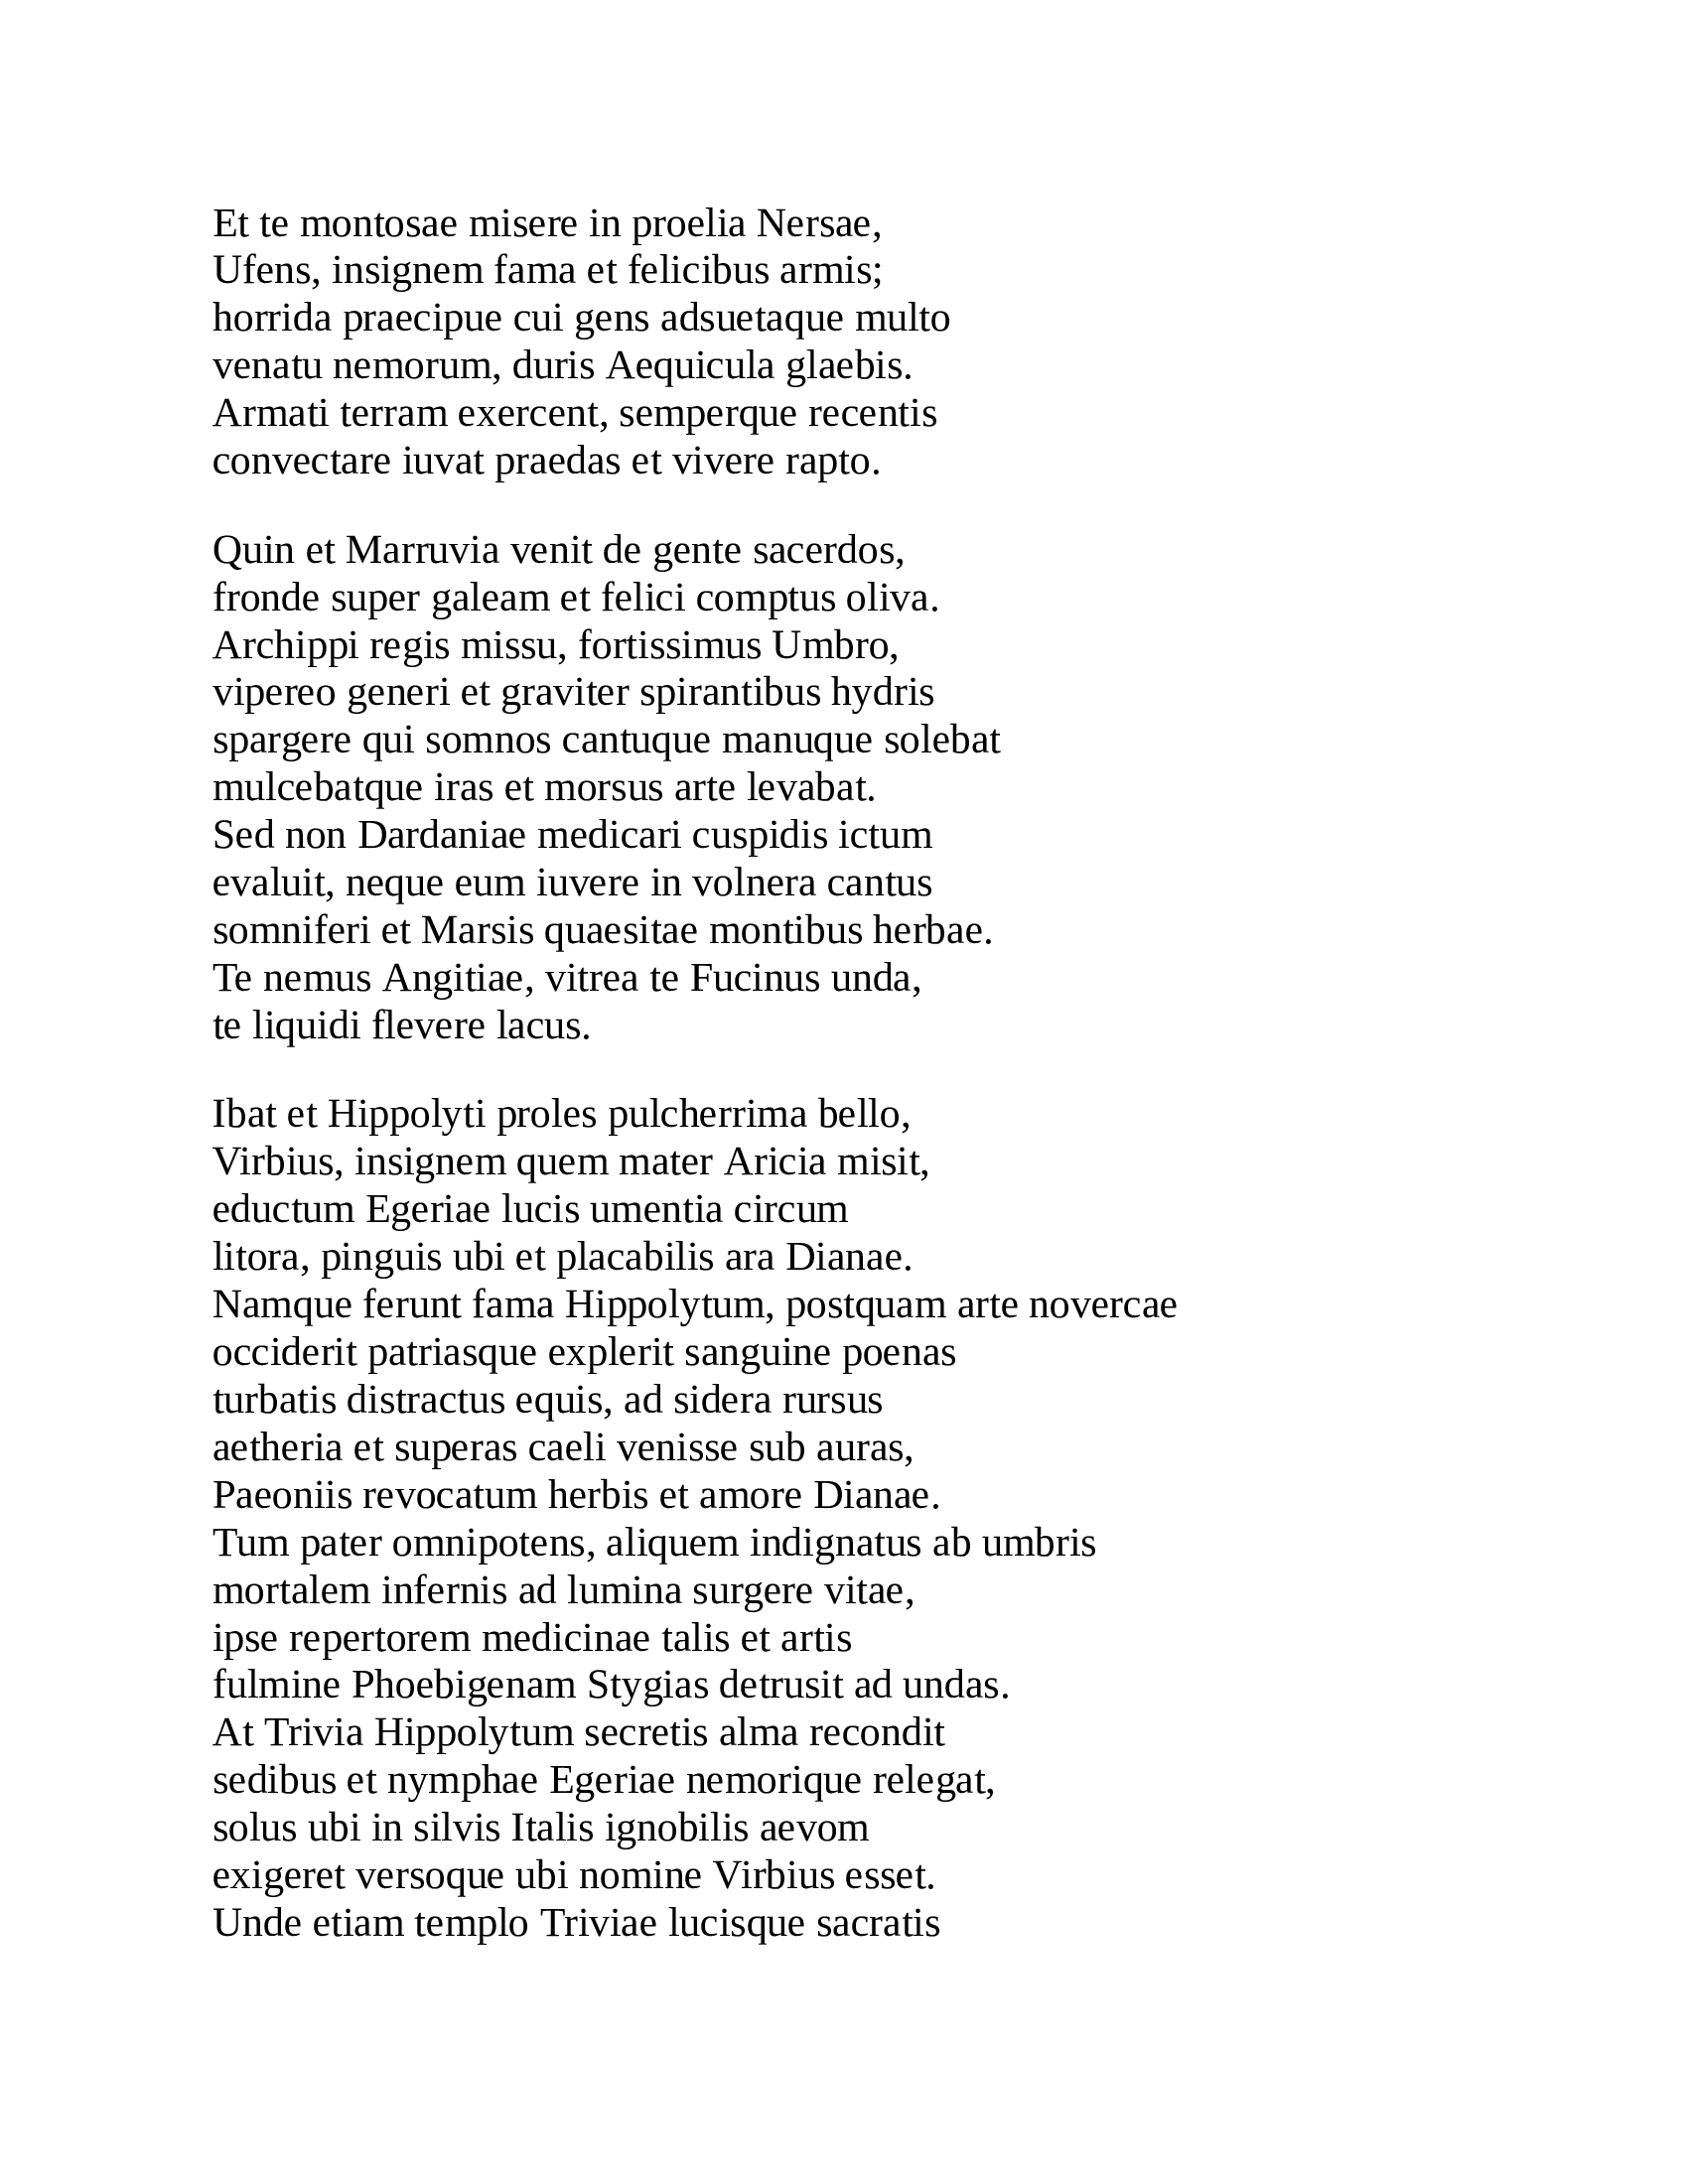 Et te montosae misere in proelia Nersae,
Ufens, insignem fama et felicibus armis;
horrida praecipue cui gens adsuetaque multo
venatu nemorum, duris Aequicula glaebis.
Armati terram exercent, semperque recentis
convectare iuvat praedas et vivere rapto.

Quin et Marruvia venit de gente sacerdos,
fronde super galeam et felici comptus oliva.
Archippi regis missu, fortissimus Umbro,
vipereo generi et graviter spirantibus hydris
spargere qui somnos cantuque manuque solebat
mulcebatque iras et morsus arte levabat.
Sed non Dardaniae medicari cuspidis ictum
evaluit, neque eum iuvere in volnera cantus
somniferi et Marsis quaesitae montibus herbae.
Te nemus Angitiae, vitrea te Fucinus unda,
te liquidi flevere lacus.

Ibat et Hippolyti proles pulcherrima bello,
Virbius, insignem quem mater Aricia misit,
eductum Egeriae lucis umentia circum
litora, pinguis ubi et placabilis ara Dianae.
Namque ferunt fama Hippolytum, postquam arte novercae
occiderit patriasque explerit sanguine poenas
turbatis distractus equis, ad sidera rursus
aetheria et superas caeli venisse sub auras,
Paeoniis revocatum herbis et amore Dianae.
Tum pater omnipotens, aliquem indignatus ab umbris
mortalem infernis ad lumina surgere vitae,
ipse repertorem medicinae talis et artis
fulmine Phoebigenam Stygias detrusit ad undas.
At Trivia Hippolytum secretis alma recondit
sedibus et nymphae Egeriae nemorique relegat,
solus ubi in silvis Italis ignobilis aevom
exigeret versoque ubi nomine Virbius esset.
Unde etiam templo Triviae lucisque sacratis